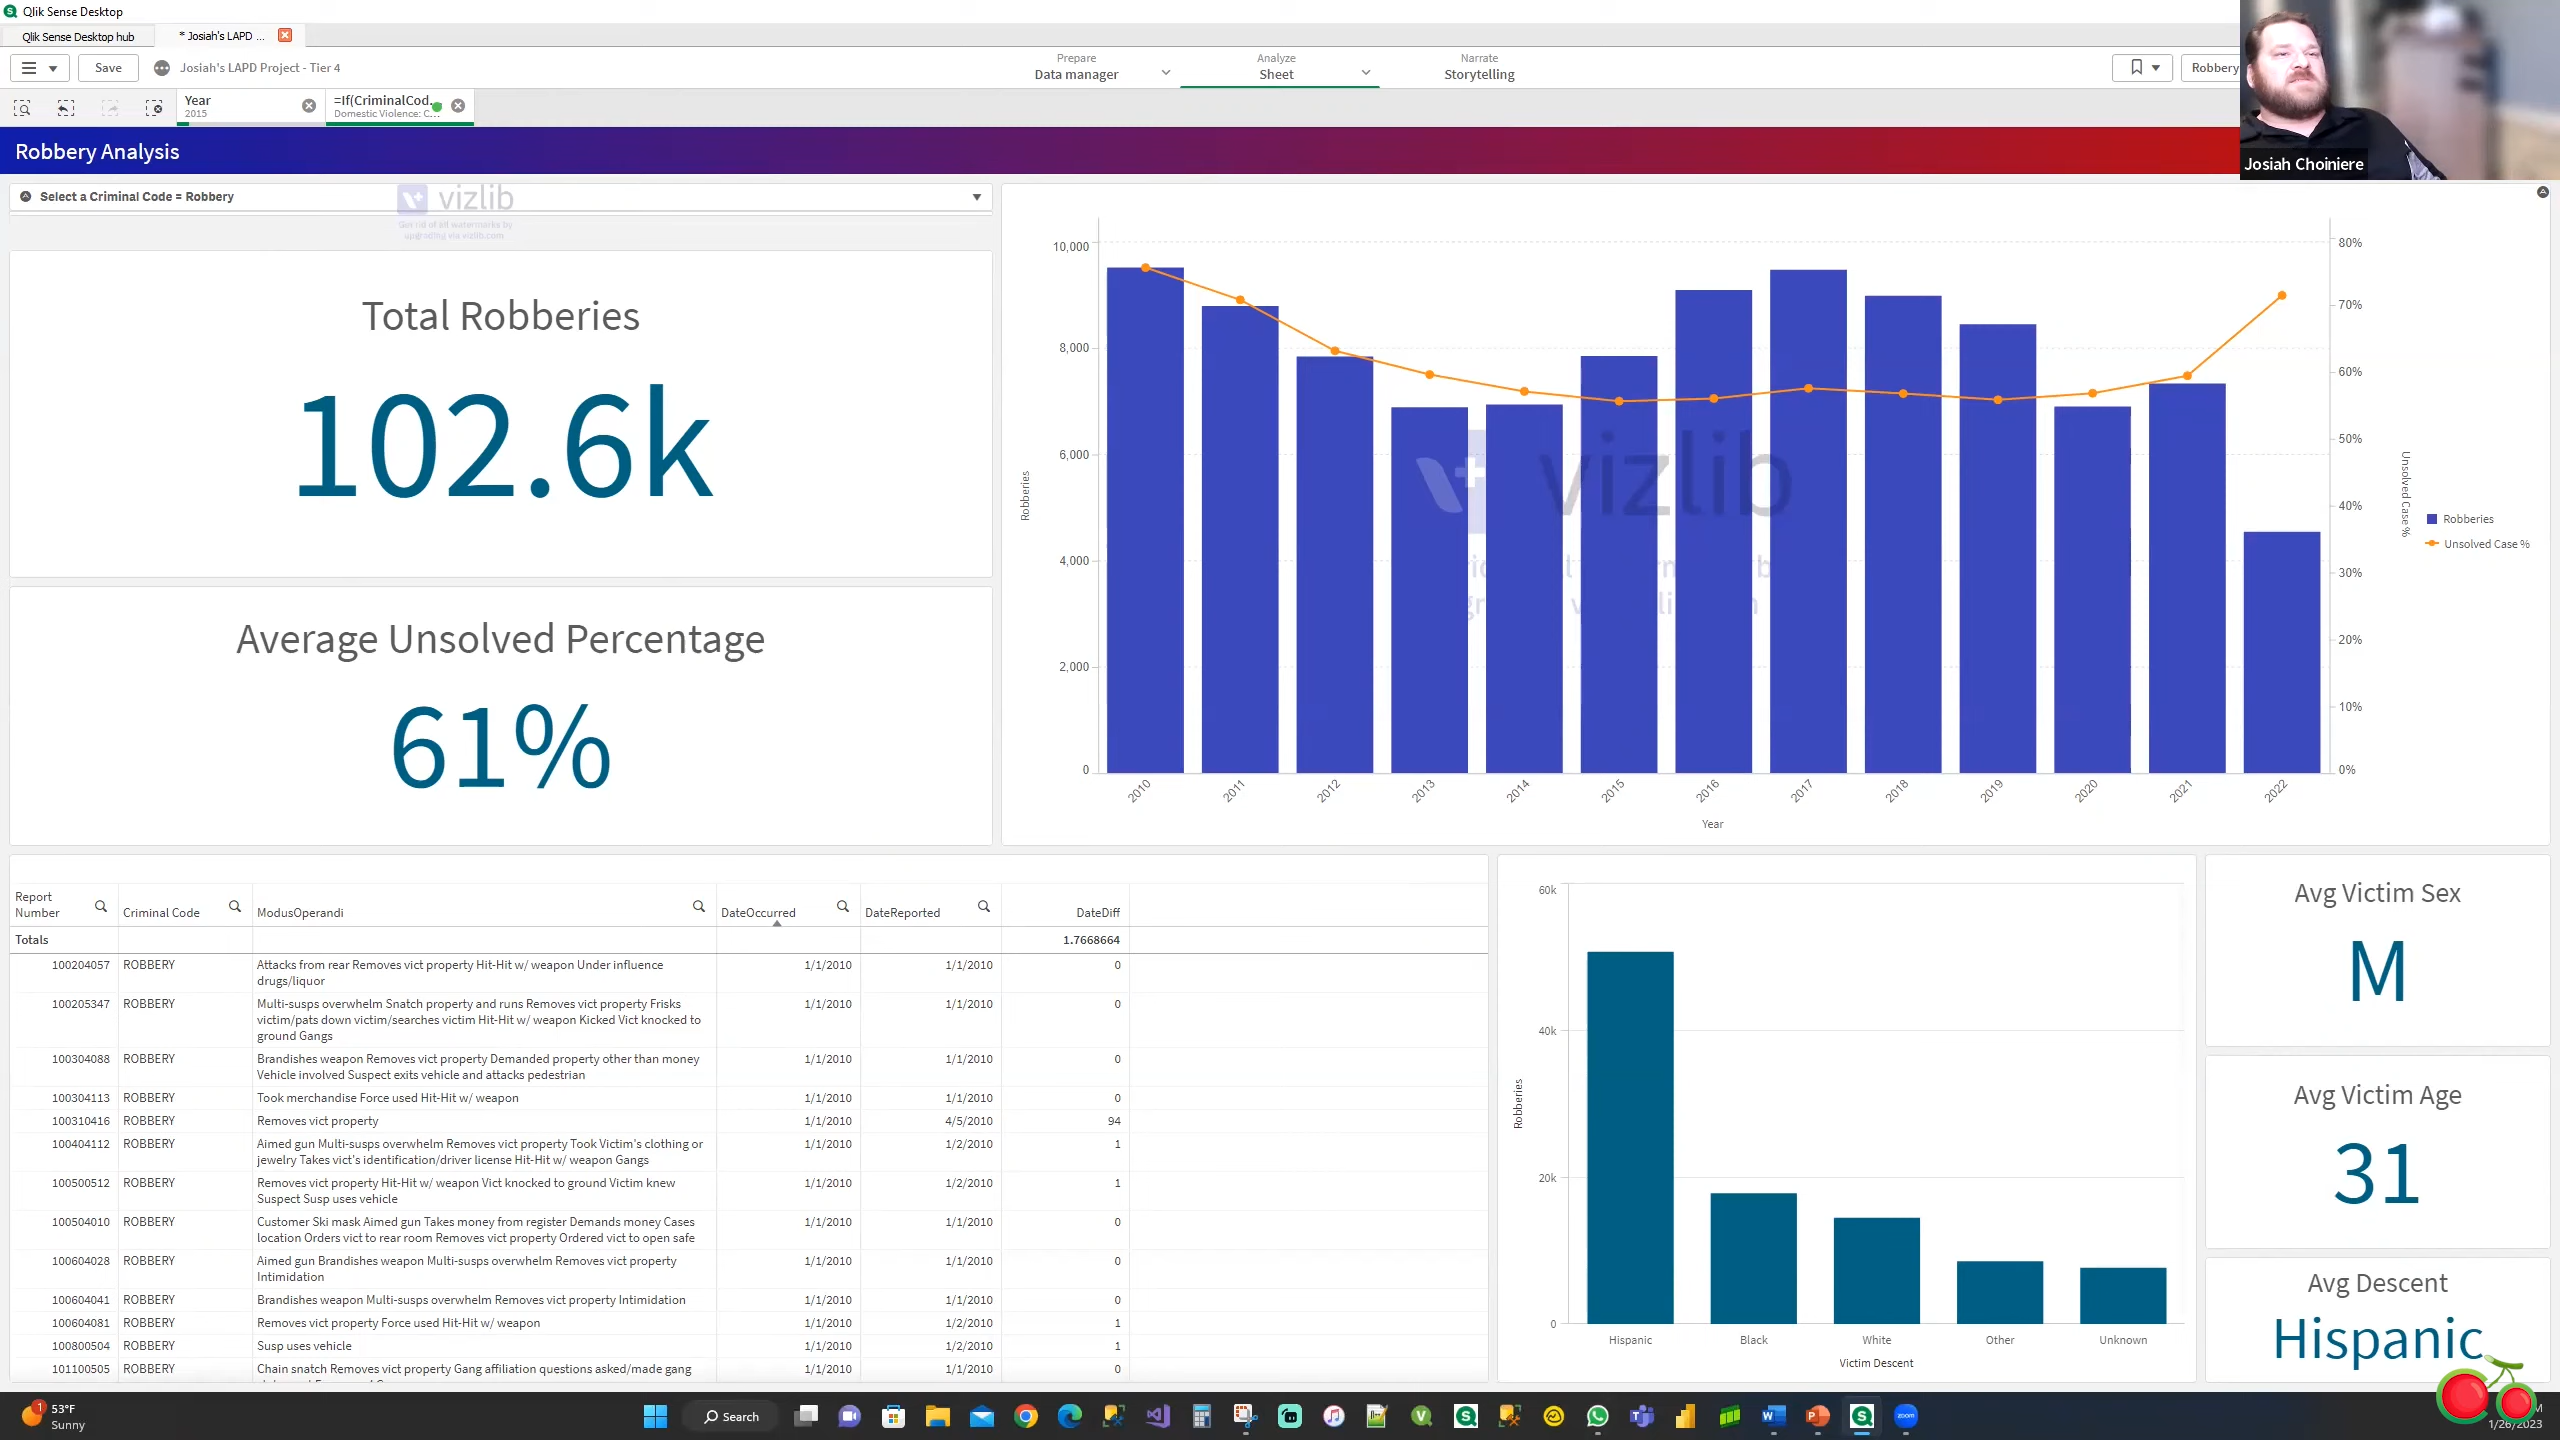 Qlik Sense Desktop
Qlik Sense Desktop hub
* Josiah's LAPD ...
Save
Josiah's LAPD Project - Tier 4
Prepare
Data manager
Analyze
Sheet
Narrate
Storytelling
Robbery
Year
2015
=If(CriminalCod.
Domestic Violence: C...
Robbery Analysis
Josiah Choiniere
Select a Criminal Code = Robbery
vizlib
Get rid of all watermarks by
upgrading via vizlib.com
Total Robberies
102.6k
Average Unsolved Percentage
61%
10,000
8,000
6,000
4,000
2,000
0
Robberies
80%
70%
60%
50%
40%
30%
20%
10%
0%
Unsolved Case %
Robberies
Unsolved Case %
vizlib
2010
2011
2012
2013
2014
2015
2016
2017
2018
2019
2020
2021
2022
Year
Report Number
Criminal Code
ModusOperandi
DateOccurred
DateReported
DateDiff
Totals
1.7668664
100204057 ROBBERY Attacks from rear Removes vict property Hit-Hit w/ weapon Under influence 1/1/2010 1/1/2010 0
drugs/liquor
100205347 ROBBERY Multi-susps overwhelm Snatch property and runs Removes vict property Frisks 1/1/2010 1/1/2010 0
victim/pats down victim/searches victim Hit-Hit w/ weapon Kicked Vict knocked to
ground Gangs
100304088 ROBBERY Brandishes weapon Removes vict property Demanded property other than money 1/1/2010 1/1/2010 0
Vehicle involved Suspect exits vehicle and attacks pedestrian
100304113 ROBBERY Took merchandise Force used Hit-Hit w/ weapon 1/1/2010 1/1/2010 0
100310416 ROBBERY Removes vict property 1/1/2010 4/5/2010 94
100404112 ROBBERY Aimed gun Multi-susps overwhelm Removes vict property Took Victim's clothing or 1/1/2010 1/2/2010 1
jewelry Takes vict's identification/driver license Hit-Hit w/ weapon Gangs
100500512 ROBBERY Removes vict property Hit-Hit w/ weapon Vict knocked to ground Victim knew 1/1/2010 1/2/2010 1
Suspect Susp uses vehicle
100504010 ROBBERY Customer Ski mask Aimed gun Takes money from register Demands money Cases 1/1/2010 1/1/2010 0
location Orders vict to rear room Removes vict property Ordered vict to open safe
100604028 ROBBERY Aimed gun Brandishes weapon Multi-susps overwhelm Removes vict property 1/1/2010 1/1/2010 0
Intimidation
100604041 ROBBERY Brandishes weapon Multi-susps overwhelm Removes vict property Intimidation 1/1/2010 1/1/2010 0
100604081 ROBBERY Removes vict property Force used Hit-Hit w/ weapon 1/1/2010 1/2/2010 1
100800504 ROBBERY Susp uses vehicle 1/1/2010 1/2/2010 1
101100505 ROBBERY Chain snatch Removes vict property Gang affiliation questions asked/made gang 1/1/2010 1/1/2010 0
60k
40k
20k
0
Robberies
Hispanic
Black
White
Other
Unknown
Victim Descent
Avg Victim Sex
M
Avg Victim Age
31
Avg Descent
Hispanic
1
53°F
Sunny
Search
zoom
1/26/2023